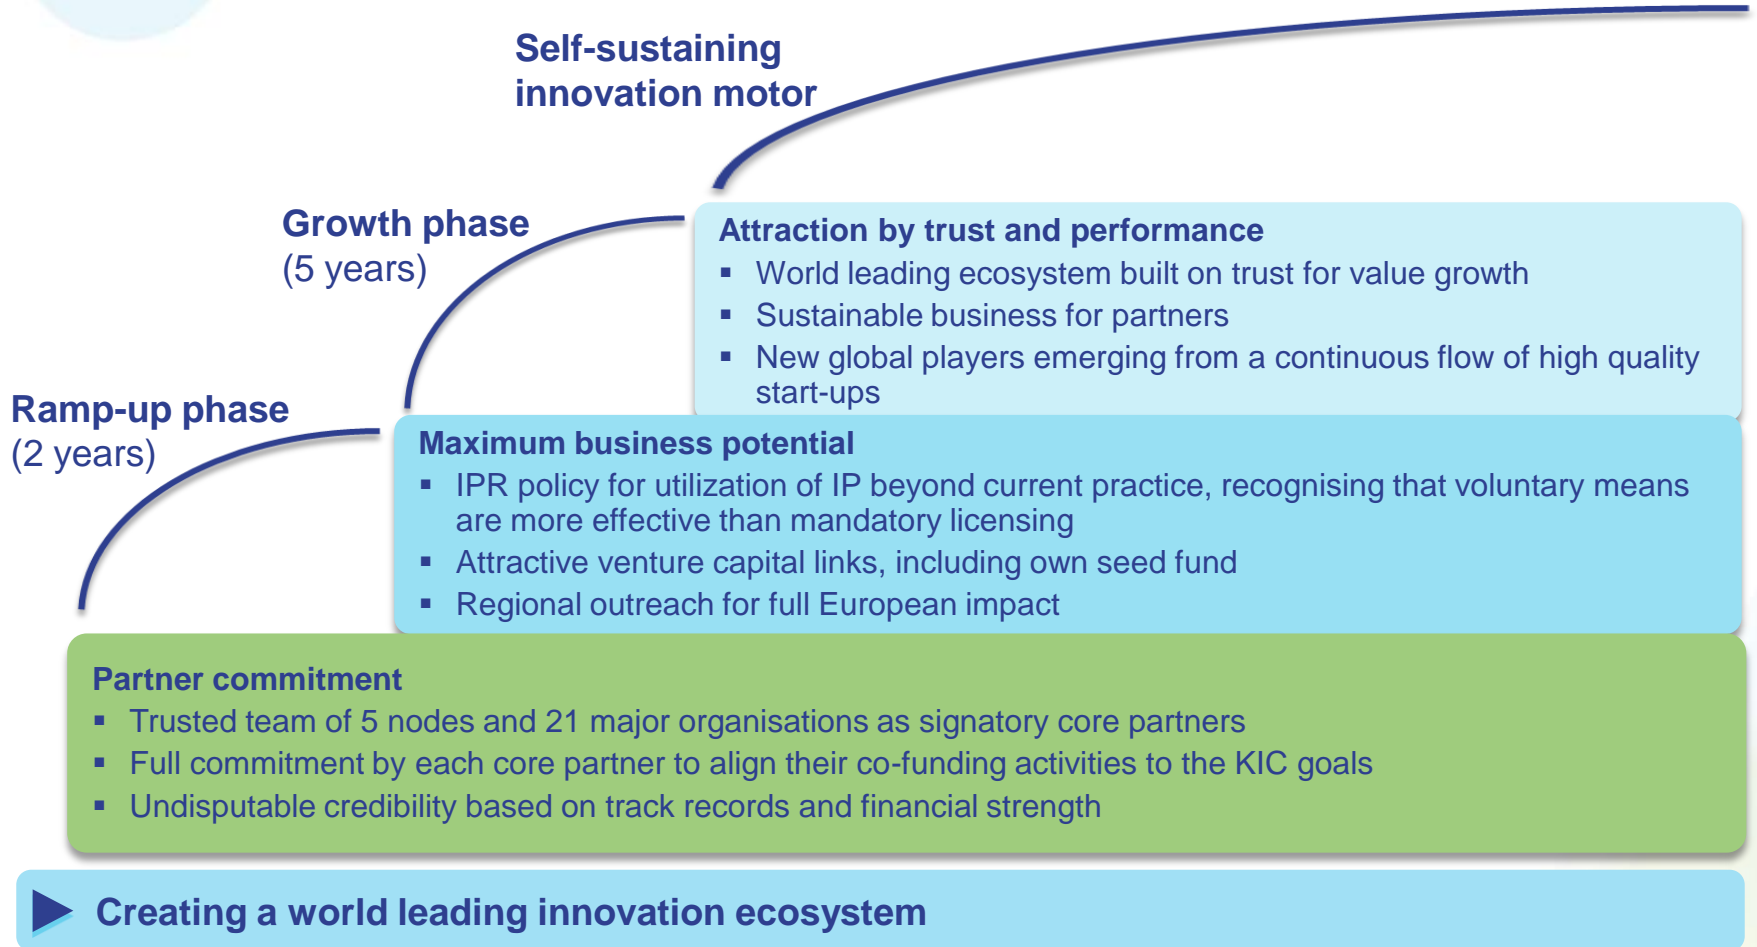 Self-sustaining
innovation motor
Growth phase
(5 years)
Attraction by trust and performance
▪ World leading ecosystem built on trust for value growth
▪ Sustainable business for partners
▪ New global players emerging from a continuous flow of high quality
start-ups
Ramp-up phase
(2 years)
Maximum business potential
▪ IPR policy for utilization of IP beyond current practice, recognising that voluntary means
are more effective than mandatory licensing
▪ Attractive venture capital links, including own seed fund
▪ Regional outreach for full European impact
Partner commitment
▪ Trusted team of 5 nodes and 21 major organisations as signatory core partners
▪ Full commitment by each core partner to align their co-funding activities to the KIC goals
▪ Undisputable credibility based on track records and financial strength
Creating a world leading innovation ecosystem